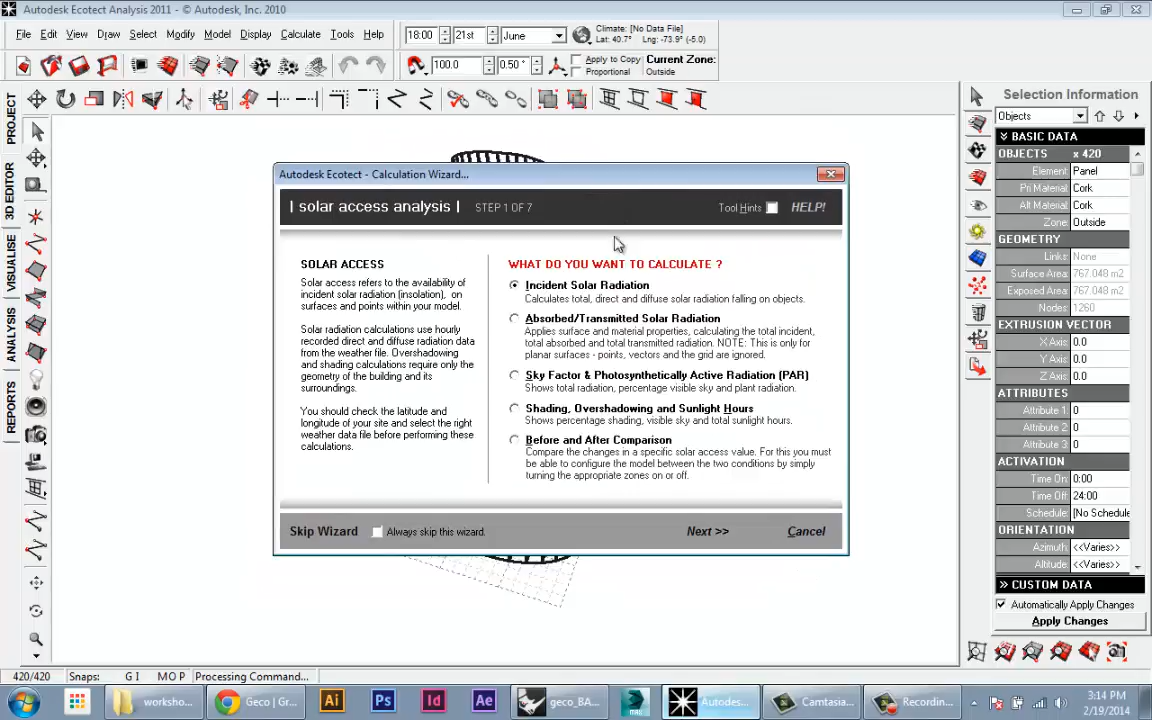 Autodesk Ecotect Analysis 2011 - © Autodesk, Inc. 2010
File Edit View Draw Select Modify Model Display Calculate Tools Help
18:00 21st June
Climate: [No Data File]
Lat: 40.7° Lng: -73.9° (-5.0)
100.0 0.50 °
Apply to Copy
Proportional
Current Zone:
Outside
PROJECT
3D EDITOR
VISUALISE
ANALYSIS
REPORTS
Autodesk Ecotect - Calculation Wizard...
| solar access analysis | STEP 1 OF 7
Tool Hints HELP!
SOLAR ACCESS
Solar access refers to the availability of
incident solar radiation (insolation), on
surfaces and points within your model.
Solar radiation calculations use hourly
recorded direct and diffuse radiation data
from the weather file. Overshadowing
and shading calculations require only the
geometry of the building and its
surroundings.
You should check the latitude and
longitude of your site and select the right
weather data file before performing these
calculations.
WHAT DO YOU WANT TO CALCULATE ?
Incident Solar Radiation
Calculates total, direct and diffuse solar radiation falling on objects.
Absorbed/Transmitted Solar Radiation
Applies surface and material properties, calculating the total incident,
total absorbed and total transmitted radiation. NOTE: This is only for
planar surfaces - points, vectors and the grid are ignored.
Sky Factor & Photosynthetically Active Radiation (PAR)
Shows total radiation, percentage visible sky and plant radiation.
Shading, Overshadowing and Sunlight Hours
Shows percentage shading, visible sky and total sunlight hours.
Before and After Comparison
Compare the changes in a specific solar access value. For this you must
be able to configure the model between the two conditions by simply
turning the appropriate zones on or off.
Skip Wizard Always skip this wizard. Next >> Cancel
Selection Information
Objects
BASIC DATA
OBJECTS x 420
Element: Panel
Pri Material: Cork
Alt Material: Cork
Zone: Outside
GEOMETRY
Links: None
Surface Area: 767.048 m2
Exposed Area: 767.048 m2
Nodes: 1260
EXTRUSION VECTOR
X Axis: 0.0
Y Axis: 0.0
Z Axis: 0.0
ATTRIBUTES
Attribute 1: 0
Attribute 2: 0
Attribute 3: 0
ACTIVATION
Time On: 0:00
Time Off: 24:00
Schedule: [No Schedule
ORIENTATION
Azimuth: <<Varies>>
Altitude: <<Varies>>
>> CUSTOM DATA
Automatically Apply Changes
Apply Changes
420/420 Snaps: G I M O P Processing Command...
worksho... Geco | Gr... Ai Ps Id Ae geco_BA... Autodes... Camtasia... Recordin...
3:14 PM
2/19/2014